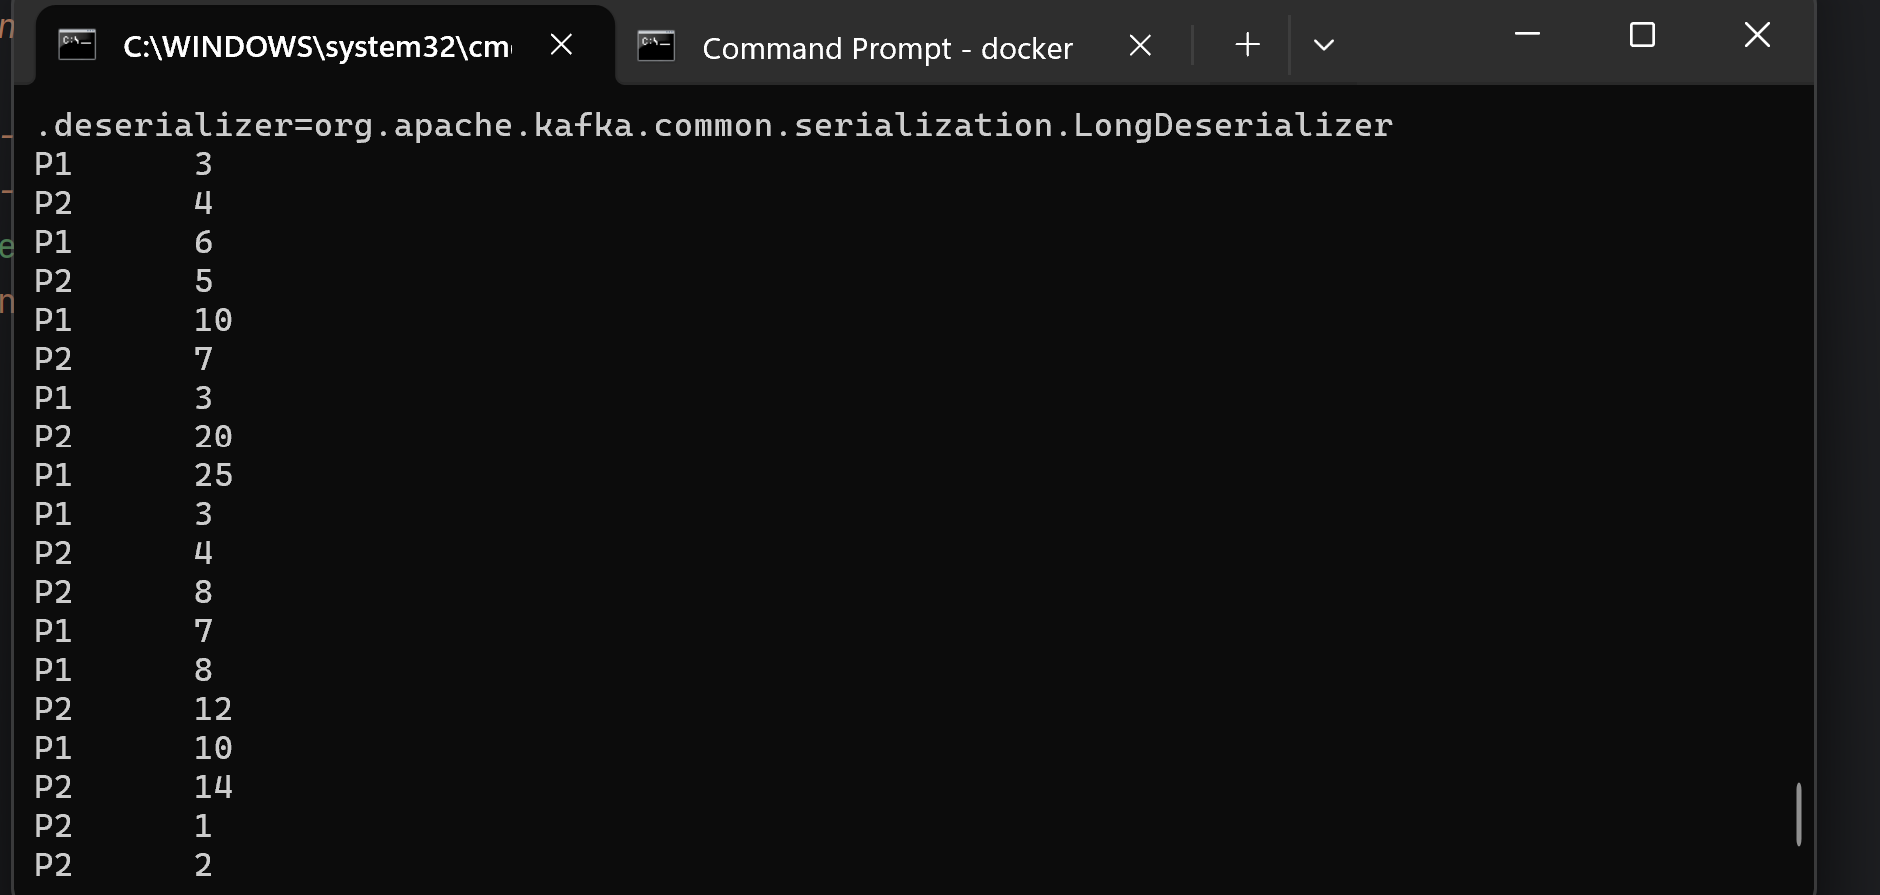 C:\WINDOWS\system32\cm
Command Prompt - docker
.deserializer=org.apache.kafka.common.serialization.LongDeserializer
P1 3
P2 4
P1 6
P2 5
P1 10
P2 7
P1 3
P2 20
P1 25
P1 3
P2 4
P2 8
P1 7
P1 8
P2 12
P1 10
P2 14
P2 1
P2 2